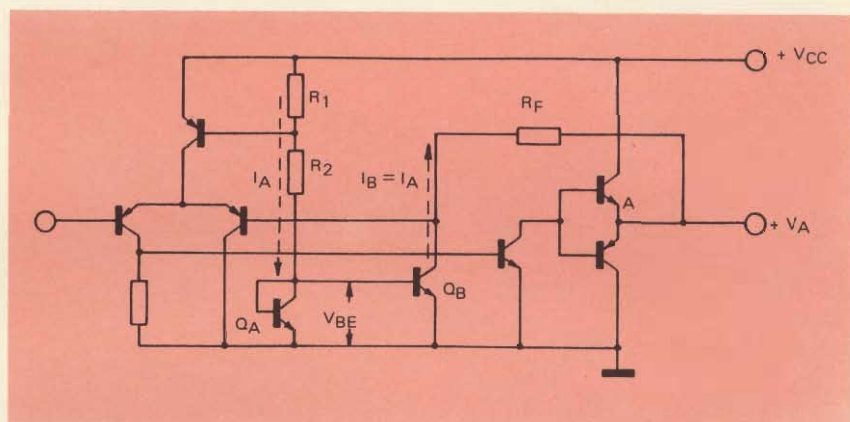 + VCC
R1
RF
IA
R2
IB = IA
A
+ VA
QA
VBE
QB